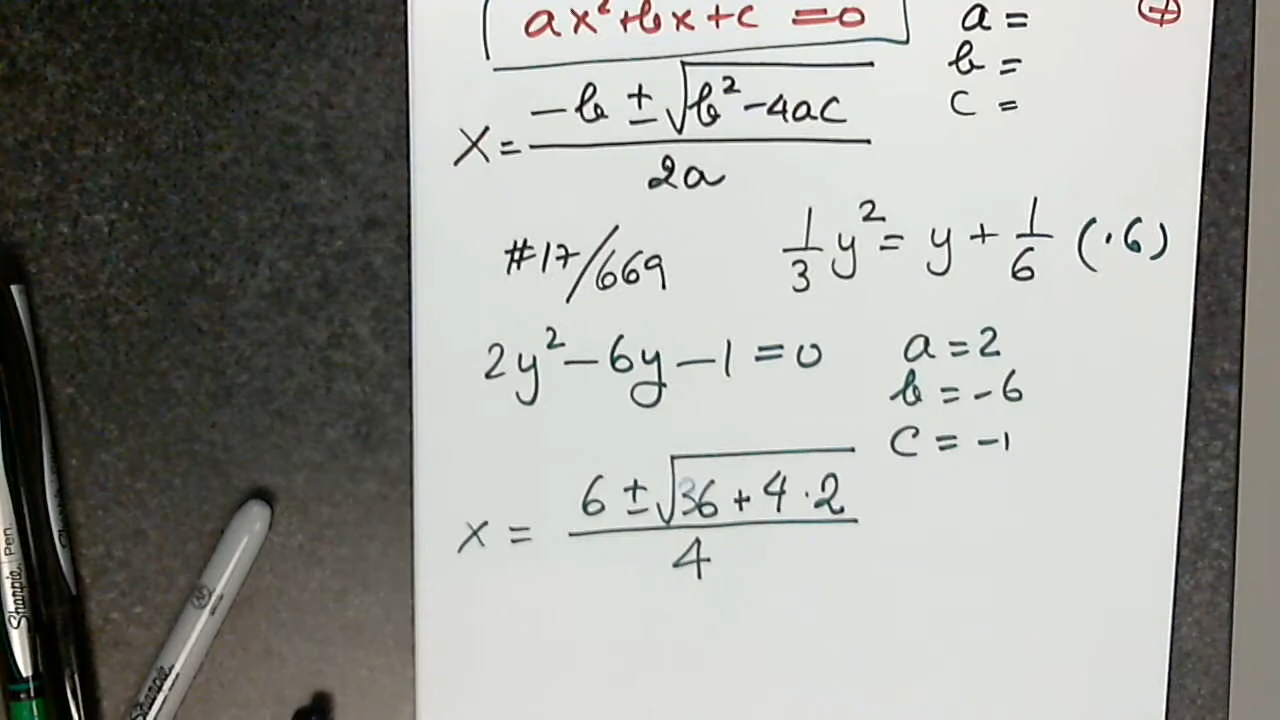 ax²+bx+c =0
a =
b =
c =
+
X= −b ± √b²−4ac / 2a
#17/669
1/3 y² = y + 1/6 (·6)
2y² − 6y − 1 = 0
a = 2
b = -6
c = -1
x = 6 ± √36 + 4·2 / 4
Sharpie. Pen.
Sharpie.